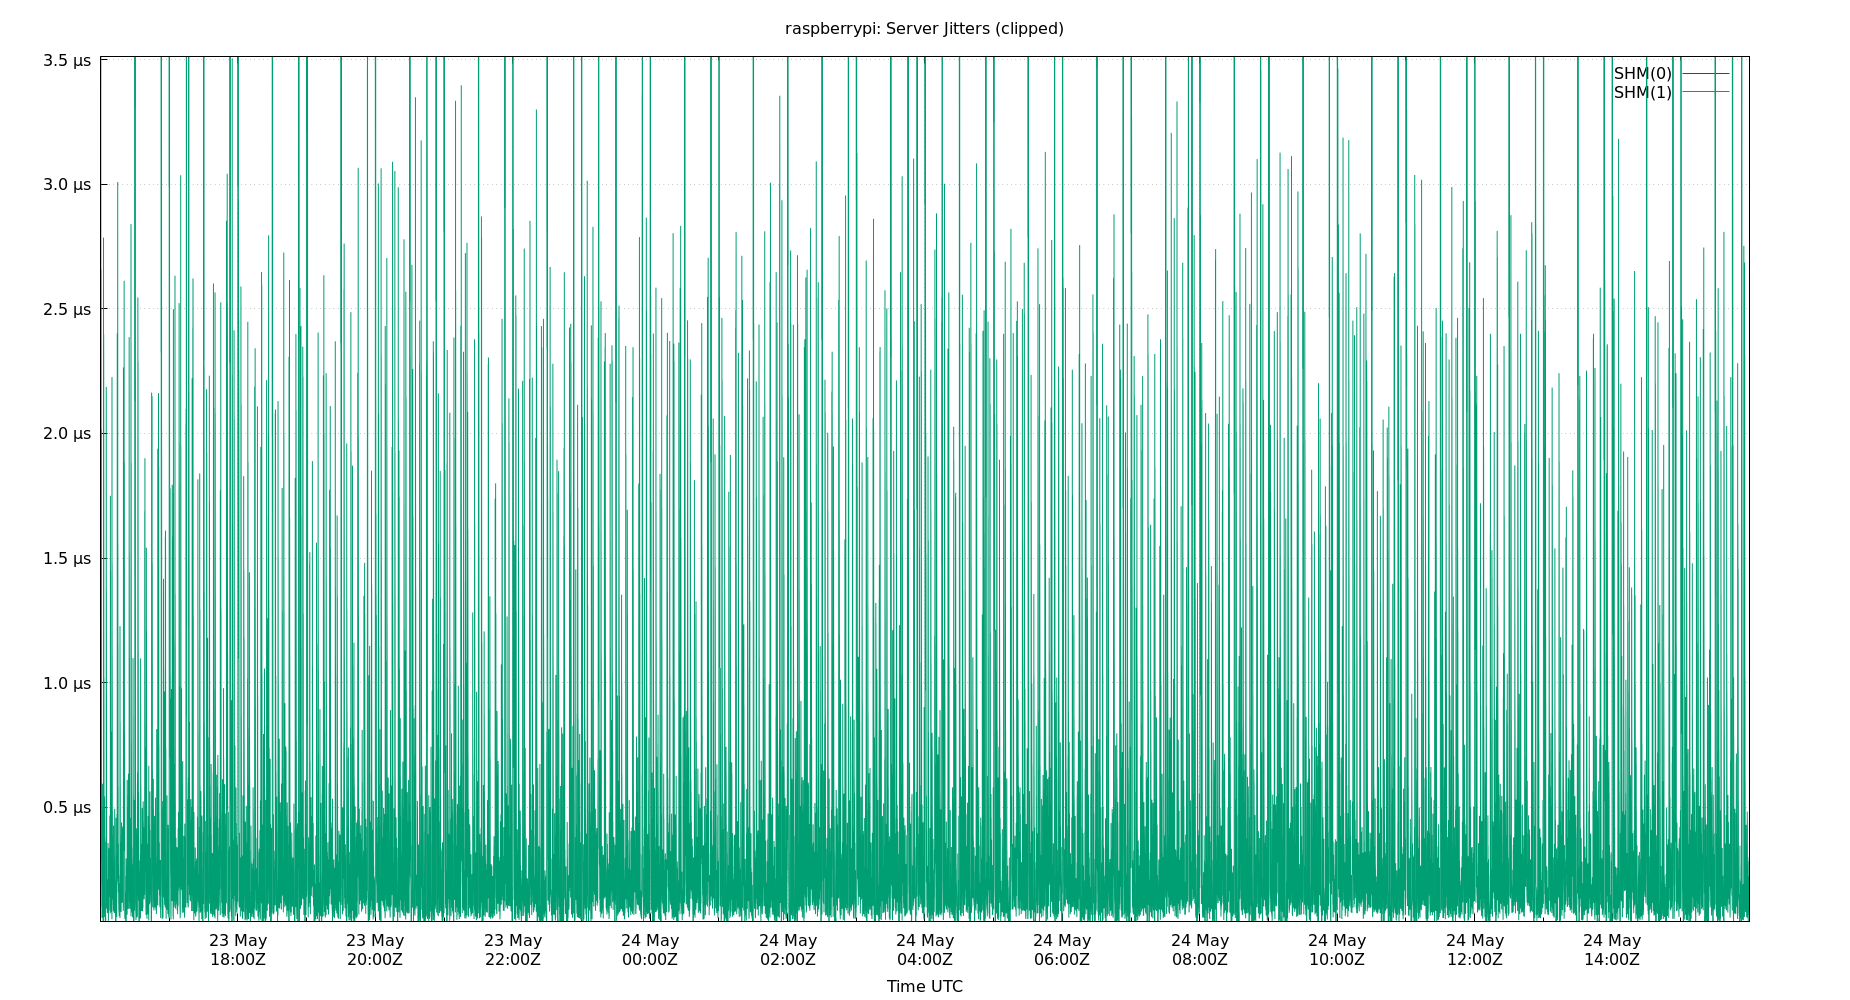 raspberrypi: Server Jitters (clipped)
3.5 µs
3.0 µs
2.5 µs
2.0 µs
1.5 µs
1.0 µs
0.5 µs
SHM(0)
SHM(1)
23 May 18:00Z
23 May 20:00Z
23 May 22:00Z
24 May 00:00Z
24 May 02:00Z
24 May 04:00Z
24 May 06:00Z
24 May 08:00Z
24 May 10:00Z
24 May 12:00Z
24 May 14:00Z
Time UTC